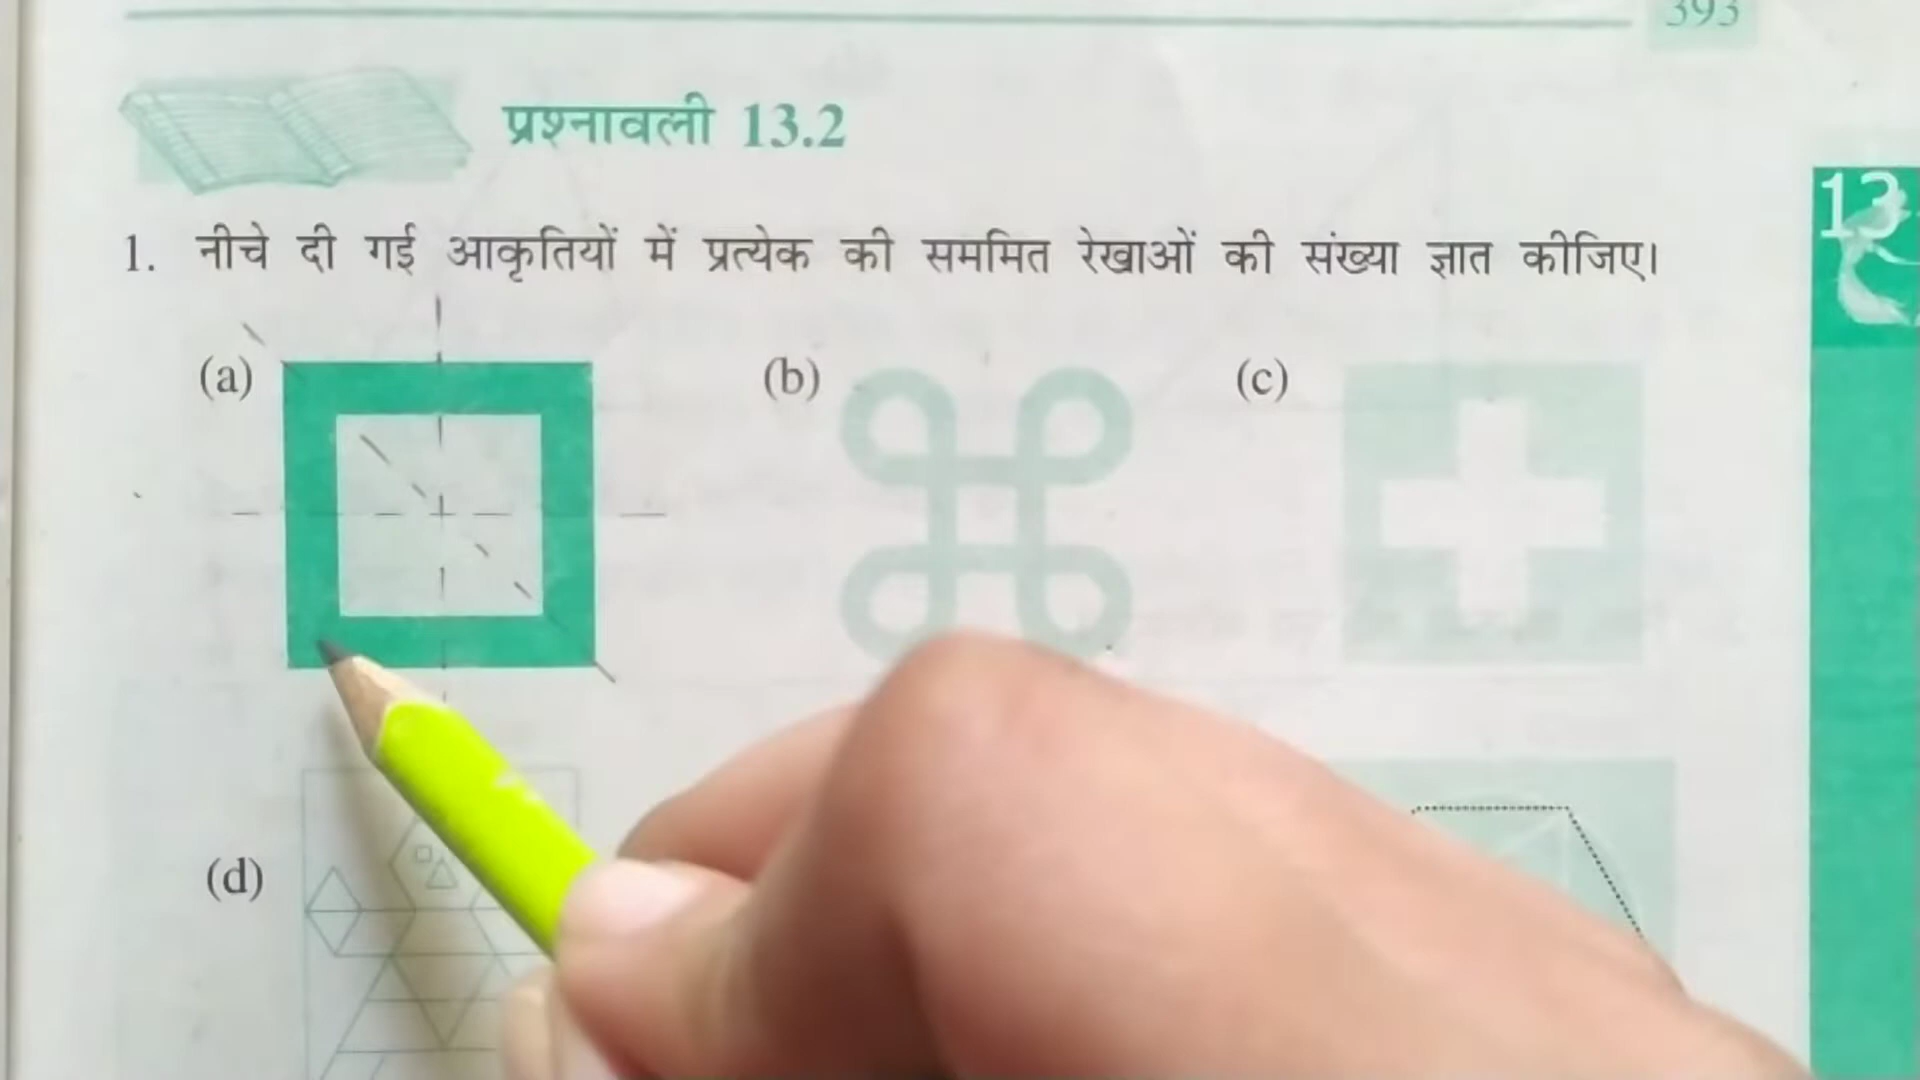 393
प्रश्नावली 13.2
1. नीचे दी गई आकृतियों में प्रत्येक की सममित रेखाओं की संख्या ज्ञात कीजिए।
(a) (b) (c)
13
(d)